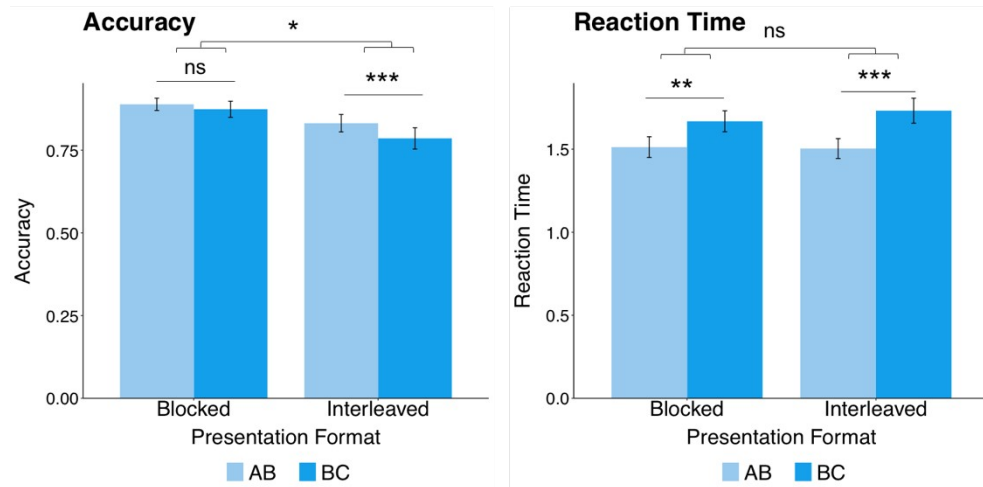 Accuracy
*
ns
***
0.75
0.50
0.25
0.00
Accuracy
Blocked
Interleaved
Presentation Format
AB
BC
Reaction Time
ns
**
***
1.5
1.0
0.5
1.0
Reaction Time
Blocked
Interleaved
Presentation Format
AB
BC